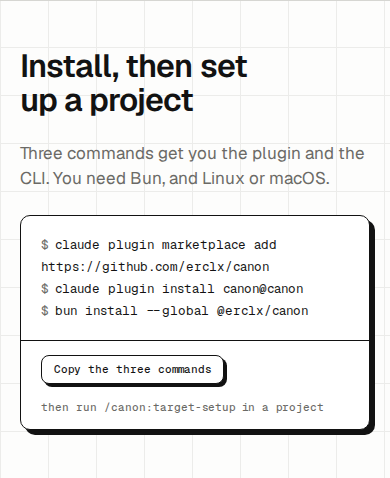 Install, then set
up a project
Three commands get you the plugin and the
CLI. You need Bun, and Linux or macOS.
$ claude plugin marketplace add
https://github.com/erclx/canon
$ claude plugin install canon@canon
$ bun install --global @erclx/canon
Copy the three commands
then run /canon:target-setup in a project